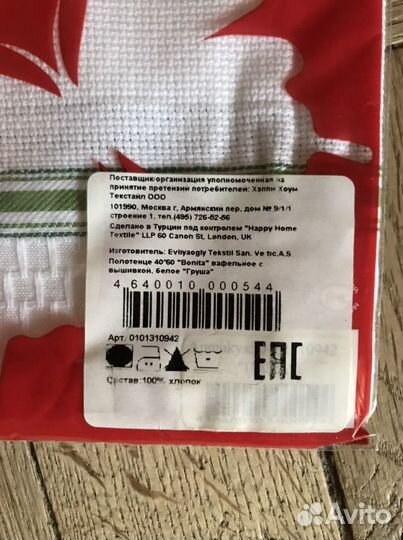 Поставщик/организация уполномоченная на
принятие претензии потребителей: Хэппи Хоум
Текстайл ООО
101990, Москва г, Армянский пер, дом № 9/1/1
строение 1, тел.(495) 726-52-56
Сделано в Турции под контролем "Happy Home
Textile" LLP 60 Canon St, London, UK
Изготовитель: Evliyaogly Tekstil San. Ve tic.A.S
Полотенце 40*60 "Bonita" вафельное с
вышивкой, белое "Груша"
4 640010 000544
Арт. 0101310942
EAC
Состав:100% хлопок
Avito